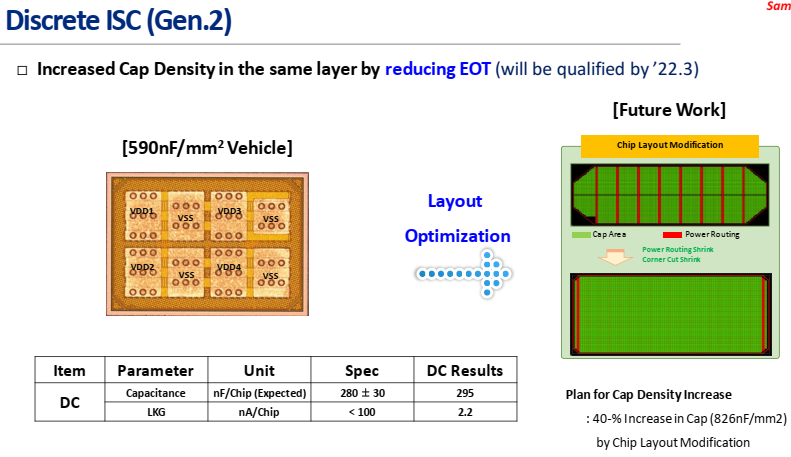 Sam
Discrete ISC (Gen.2)
□ Increased Cap Density in the same layer by reducing EOT (will be qualified by ’22.3)
[Future Work]
[590nF/mm² Vehicle]
Chip Layout Modification
VDD1 VSS VDD3 VSS
VDD2 VSS VDD4 VSS
Layout
Optimization
Cap Area Power Routing
Power Routing Shrink
Corner Cut Shrink
Item Parameter Unit Spec DC Results
DC Capacitance nF/Chip (Expected) 280 ± 30 295
LKG nA/Chip < 100 2.2
Plan for Cap Density Increase
: 40-% Increase in Cap (826nF/mm2)
by Chip Layout Modification